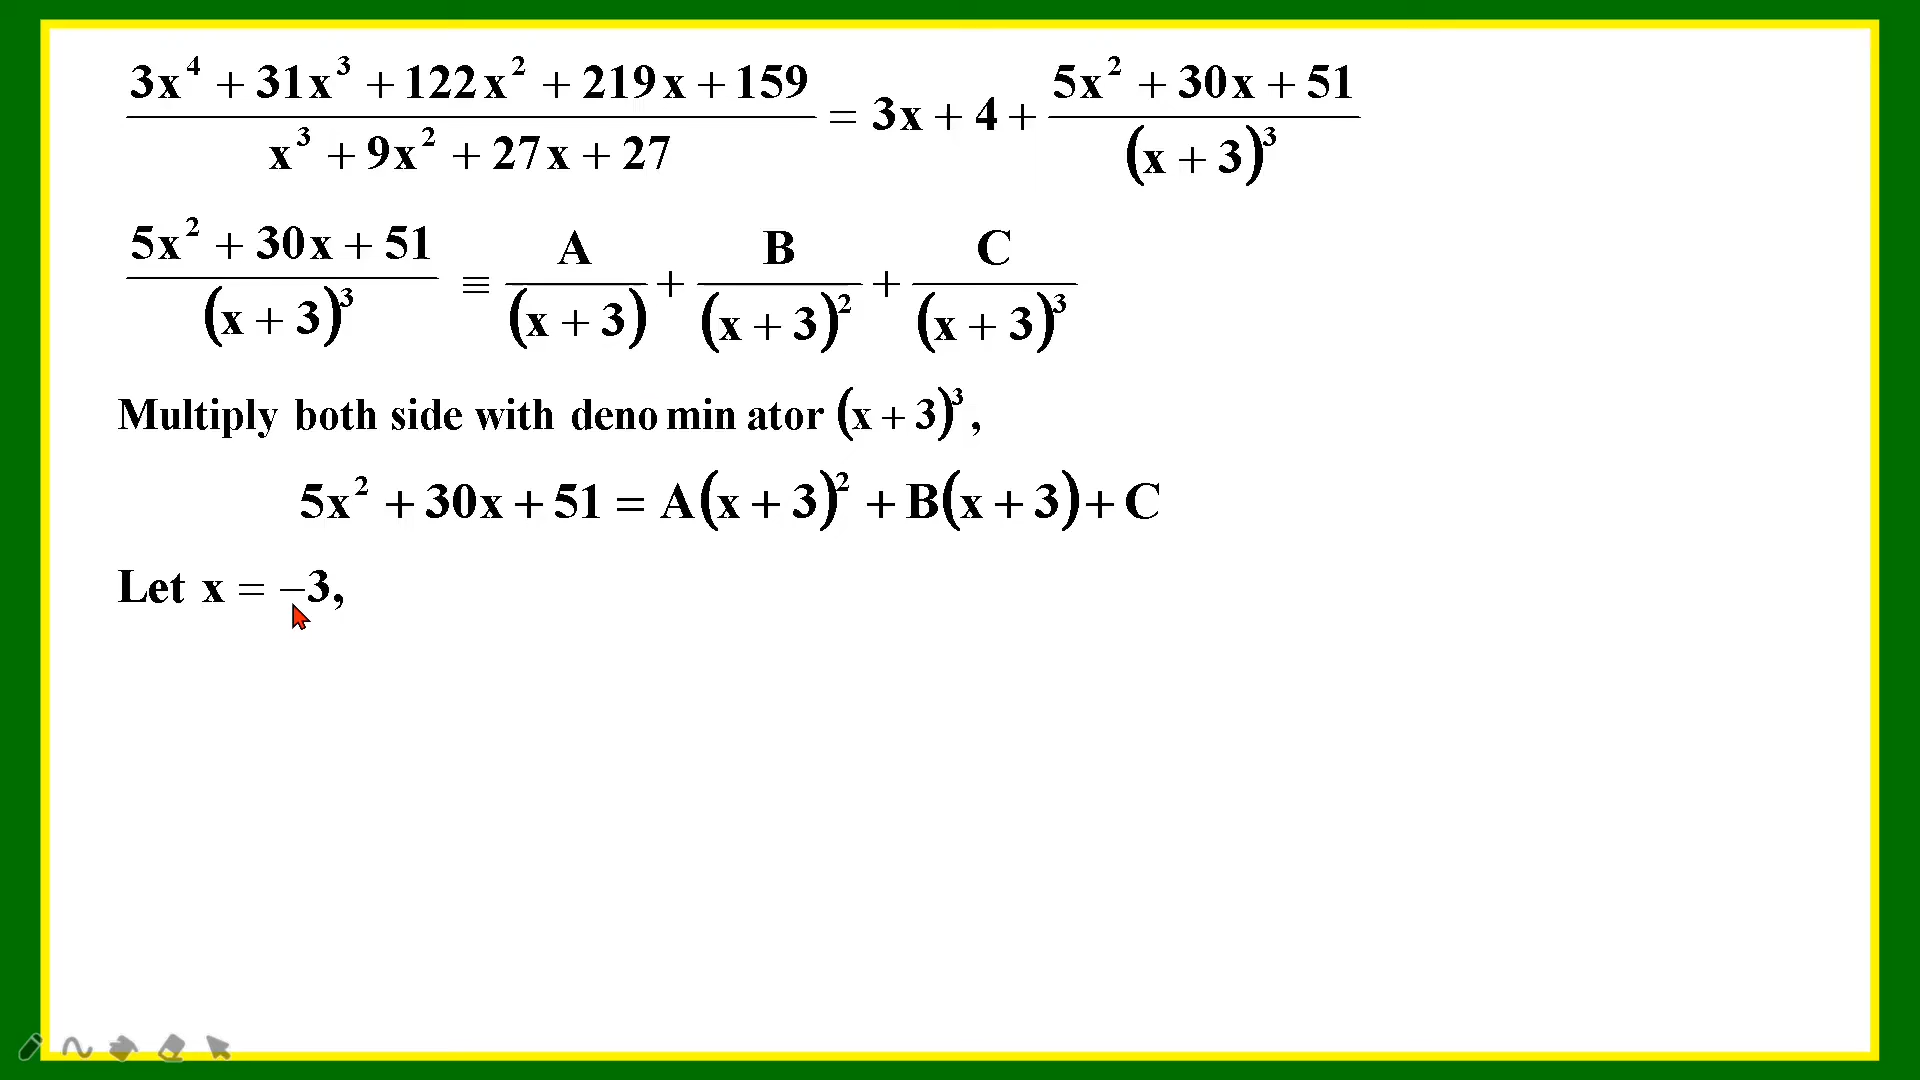 3x⁴ + 31x³ + 122x² + 219x + 159 / x³ + 9x² + 27x + 27 = 3x + 4 + 5x² + 30x + 51 / (x + 3)³
5x² + 30x + 51 / (x + 3)³ ≡ A / (x + 3) + B / (x + 3)² + C / (x + 3)³
Multiply both side with deno min ator (x + 3)³,
5x² + 30x + 51 = A(x + 3)² + B(x + 3) + C
Let x = −3,